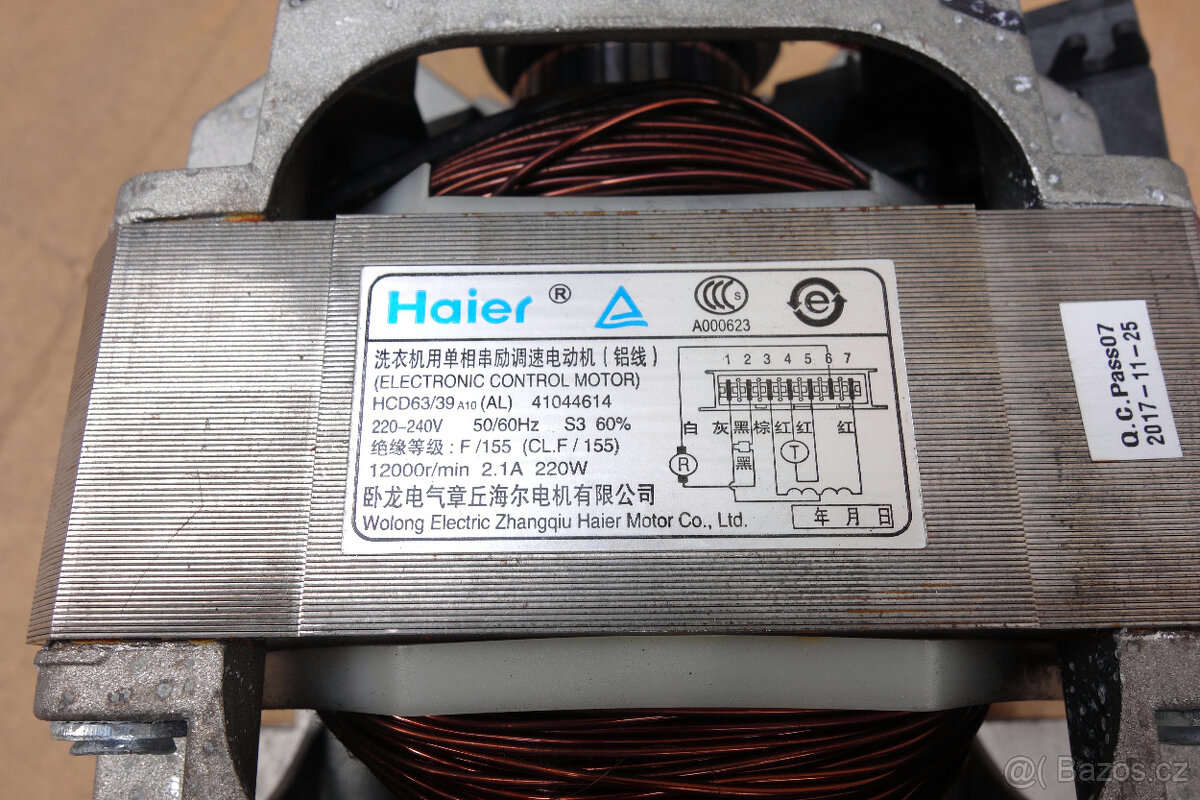 Haier ®
S
A000623
e
洗衣机用单相串励调速电动机（铝线）
(ELECTRONIC CONTROL MOTOR)
HCD63/39 A10 (AL) 41044614
220-240V 50/60Hz S3 60%
绝缘等级：F/155 (CL.F/155)
12000r/min 2.1A 220W
卧龙电气章丘海尔电机有限公司
Wolong Electric Zhangqiu Haier Motor Co., Ltd.
1 2 3 4 5 6 7
白 灰 黑 棕 红 红 红
R 黑 T
年 月 日
Q.C.Pass07
2017-11-25
@( Bazos.cz